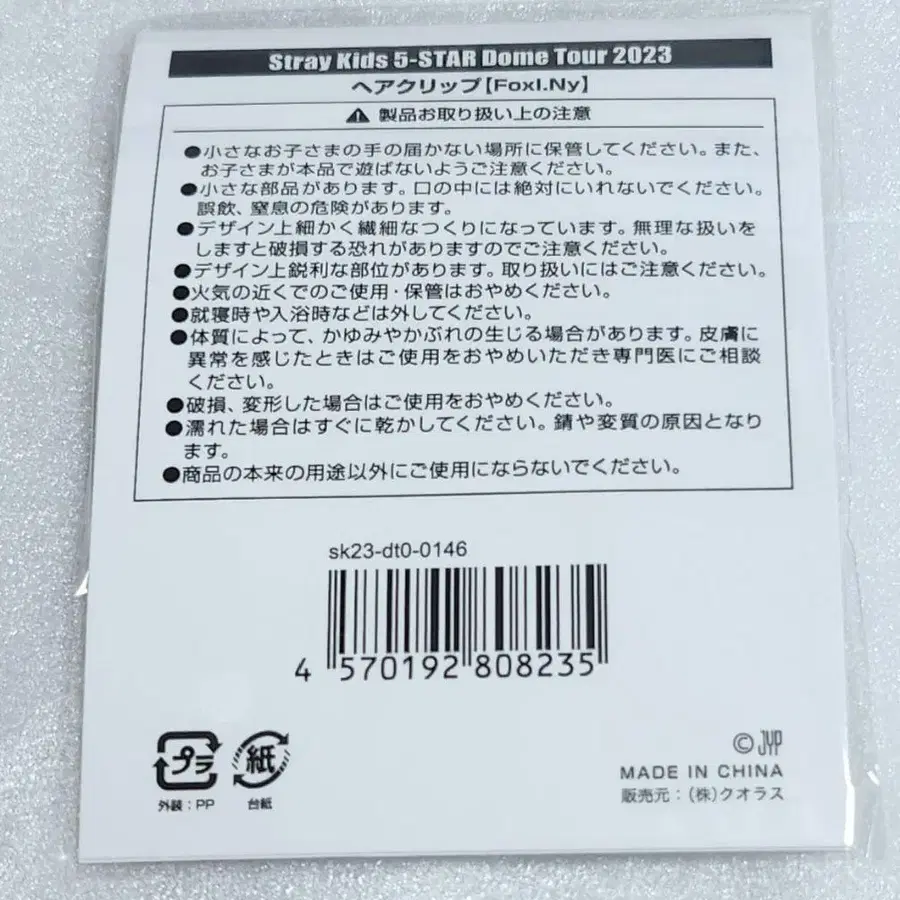 Stray Kids 5-STAR Dome Tour 2023
ヘアクリップ【FoxI.Ny】
製品お取り扱い上の注意
●小さなお子さまの手の届かない場所に保管してください。また、
お子さまが本品で遊ばないようご注意ください。
●小さな部品があります。口の中には絶対にいれないでください。
誤飲、窒息の危険があります。
●デザイン上細かく繊細なつくりになっています。無理な扱いを
しますと破損する恐れがありますのでご注意ください。
●デザイン上鋭利な部位があります。取り扱いにはご注意ください。
●火気の近くでのご使用・保管はおやめください。
●就寝時や入浴時などは外してください。
●体質によって、かゆみやかぶれの生じる場合があります。皮膚に
異常を感じたときはご使用をおやめいただき専門医にご相談
ください。
●破損、変形した場合はご使用をおやめください。
●濡れた場合はすぐに乾かしてください。錆や変質の原因となり
ます。
●商品の本来の用途以外にご使用にならないでください。
sk23-dt0-0146
4 570192 808235
プラ 紙
外装：PP 台紙
© JYP
MADE IN CHINA
販売元：(株)クオラス